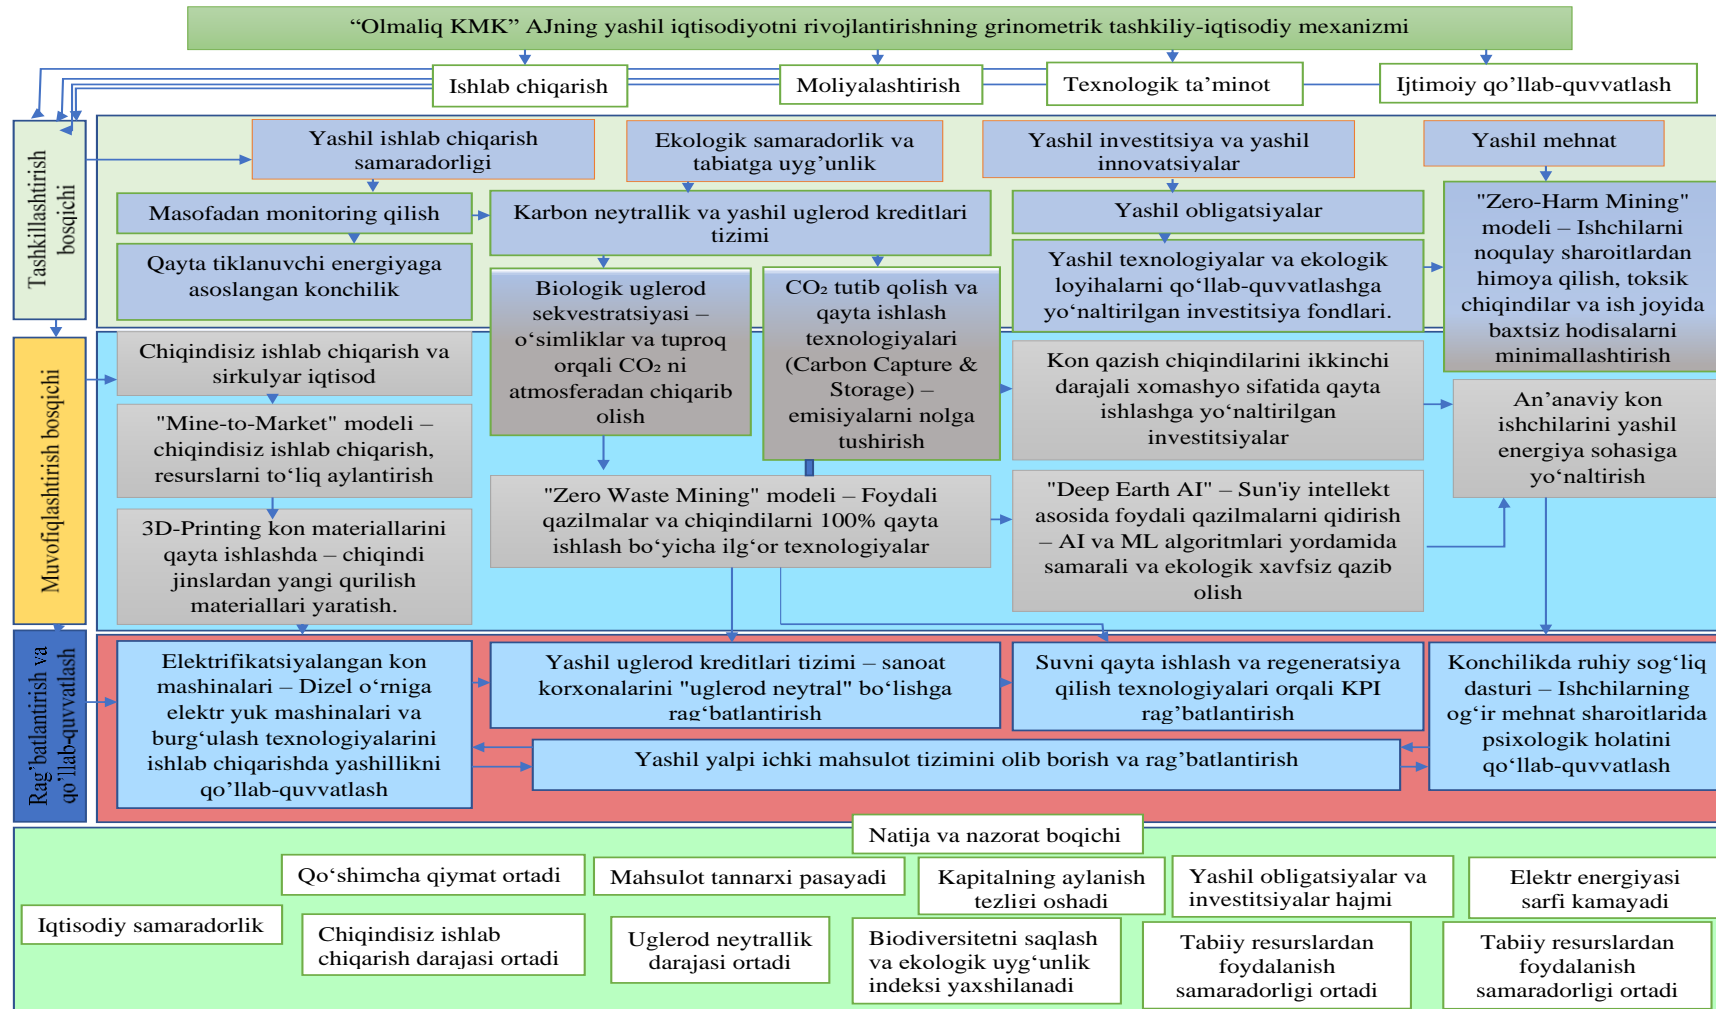 “Olmaliq KMK” AJning yashil iqtisodiyotni rivojlantirishning grinometrik tashkiliy-iqtisodiy mexanizmi
Ishlab chiqarish
Moliyalashtirish
Texnologik ta’minot
Ijtimoiy qo’llab-quvvatlash
Tashkillashtirish
bosqichi
Yashil ishlab chiqarish
samaradorligi
Ekologik samaradorlik va
tabiatga uyg’unlik
Yashil investitsiya va yashil
innovatsiyalar
Yashil mehnat
Masofadan monitoring qilish
Karbon neytrallik va yashil uglerod kreditlari
tizimi
Yashil obligatsiyalar
"Zero-Harm Mining"
modeli – Ishchilarni
noqulay sharoitlardan
himoya qilish, toksik
chiqindilar va ish joyida
baxtsiz hodisalarni
minimallashtirish
Qayta tiklanuvchi energiyaga
asoslangan konchilik
Biologik uglerod
sekvestratsiyasi –
o‘simliklar va tuproq
orqali CO₂ ni
atmosferadan chiqarib
olish
CO₂ tutib qolish va
qayta ishlash
texnologiyalari
(Carbon Capture &
Storage) –
emisiyalarni nolga
tushirish
Yashil texnologiyalar va ekologik
loyihalarni qo‘llab-quvvatlashga
yo‘naltirilgan investitsiya fondlari.
Muvofiqlashtirish bosqichi
Chiqindisiz ishlab chiqarish va
sirkulyar iqtisod
Kon qazish chiqindilarini ikkinchi
darajali xomashyo sifatida qayta
ishlashga yo‘naltirilgan
investitsiyalar
An’anaviy kon
ishchilarini yashil
energiya sohasiga
yo‘naltirish
"Mine-to-Market" modeli –
chiqindisiz ishlab chiqarish,
resurslarni to‘liq aylantirish
"Zero Waste Mining" modeli – Foydali
qazilmalar va chiqindilarni 100% qayta
ishlash bo‘yicha ilg‘or texnologiyalar
"Deep Earth AI" – Sun'iy intellekt
asosida foydali qazilmalarni qidirish
– AI va ML algoritmlari yordamida
samarali va ekologik xavfsiz qazib
olish
3D-Printing kon materiallarini
qayta ishlashda – chiqindi
jinslardan yangi qurilish
materiallari yaratish.
Rag’batlantirish va
qo’llab-quvvatlash
Elektrifikatsiyalangan kon
mashinalari – Dizel o‘rniga
elektr yuk mashinalari va
burg‘ulash texnologiyalarini
ishlab chiqarishda yashillikni
qo’llab-quvvatlash
Yashil uglerod kreditlari tizimi – sanoat
korxonalarini "uglerod neytral" bo‘lishga
rag‘batlantirish
Suvni qayta ishlash va regeneratsiya
qilish texnologiyalari orqali KPI
rag’batlantirish
Konchilikda ruhiy sog‘liq
dasturi – Ishchilarning
og‘ir mehnat sharoitlarida
psixologik holatini
qo‘llab-quvvatlash
Yashil yalpi ichki mahsulot tizimini olib borish va rag’batlantirish
Natija va nazorat boqichi
Qo‘shimcha qiymat ortadi
Mahsulot tannarxi pasayadi
Kapitalning aylanish
tezligi oshadi
Yashil obligatsiyalar va
investitsiyalar hajmi
Elektr energiyasi
sarfi kamayadi
Iqtisodiy samaradorlik
Chiqindisiz ishlab
chiqarish darajasi ortadi
Uglerod neytrallik
darajasi ortadi
Biodiversitetni saqlash
va ekologik uyg‘unlik
indeksi yaxshilanadi
Tabiiy resurslardan
foydalanish
samaradorligi ortadi
Tabiiy resurslardan
foydalanish
samaradorligi ortadi